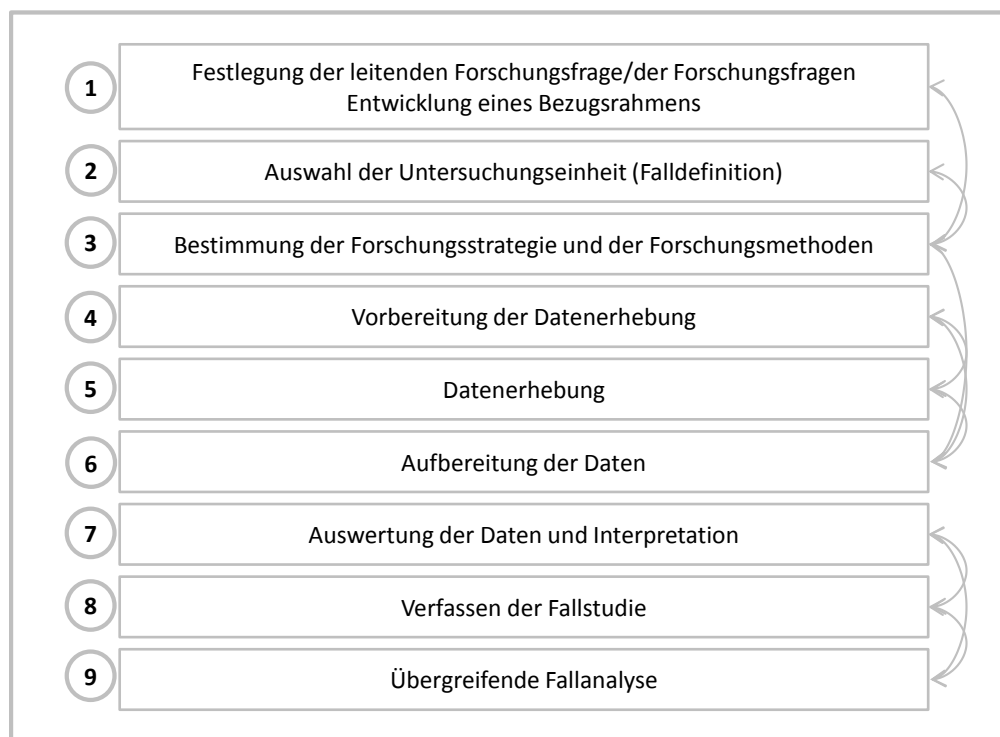 1
Festlegung der leitenden Forschungsfrage/der Forschungsfragen
Entwicklung eines Bezugsrahmens
2
Auswahl der Untersuchungseinheit (Falldefinition)
3
Bestimmung der Forschungsstrategie und der Forschungsmethoden
4
Vorbereitung der Datenerhebung
5
Datenerhebung
6
Aufbereitung der Daten
7
Auswertung der Daten und Interpretation
8
Verfassen der Fallstudie
9
Übergreifende Fallanalyse